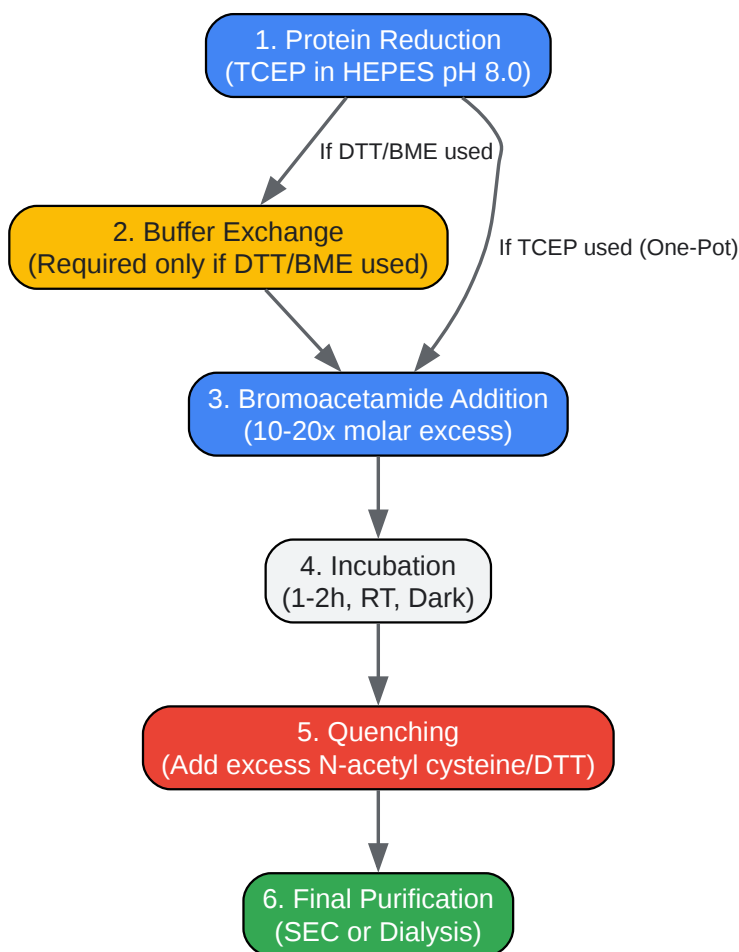 1. Protein Reduction
(TCEP in HEPES pH 8.0)
If DTT/BME used
2. Buffer Exchange
(Required only if DTT/BME used)
If TCEP used (One-Pot)
3. Bromoacetamide Addition
(10-20x molar excess)
4. Incubation
(1-2h, RT, Dark)
5. Quenching
(Add excess N-acetyl cysteine/DTT)
6. Final Purification
(SEC or Dialysis)